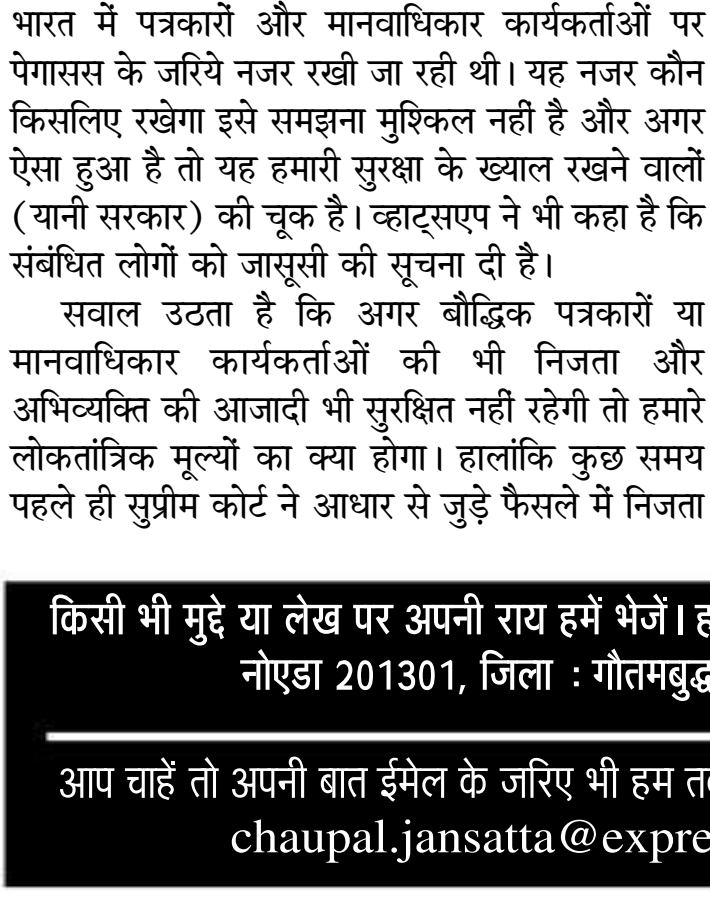 भारत में पत्रकारों और मानवाधिकार कार्यकर्ताओं पर
पेगासस के जरिये नजर रखी जा रही थी। यह नजर कौन
किसलिए रखेगा इसे समझना मुश्किल नहीं है और अगर
ऐसा हुआ है तो यह हमारी सुरक्षा के ख्याल रखने वालों
(यानी सरकार) की चूक है। व्हाट्सएप ने भी कहा है कि
संबंधित लोगों को जासूसी की सूचना दी है।
सवाल उठता है कि अगर बौद्धिक पत्रकारों या
मानवाधिकार कार्यकर्ताओं की भी निजता और
अभिव्यक्ति की आजादी भी सुरक्षित नहीं रहेगी तो हमारे
लोकतांत्रिक मूल्यों का क्या होगा। हालांकि कुछ समय
पहले ही सुप्रीम कोर्ट ने आधार से जुड़े फैसले में निजता
किसी भी मुद्दे या लेख पर अपनी राय हमें भेजें।
नोएडा 201301, जिला : गौतमबुद्ध
आप चाहें तो अपनी बात ईमेल के जरिए भी हम
chaupal.jansatta@expre